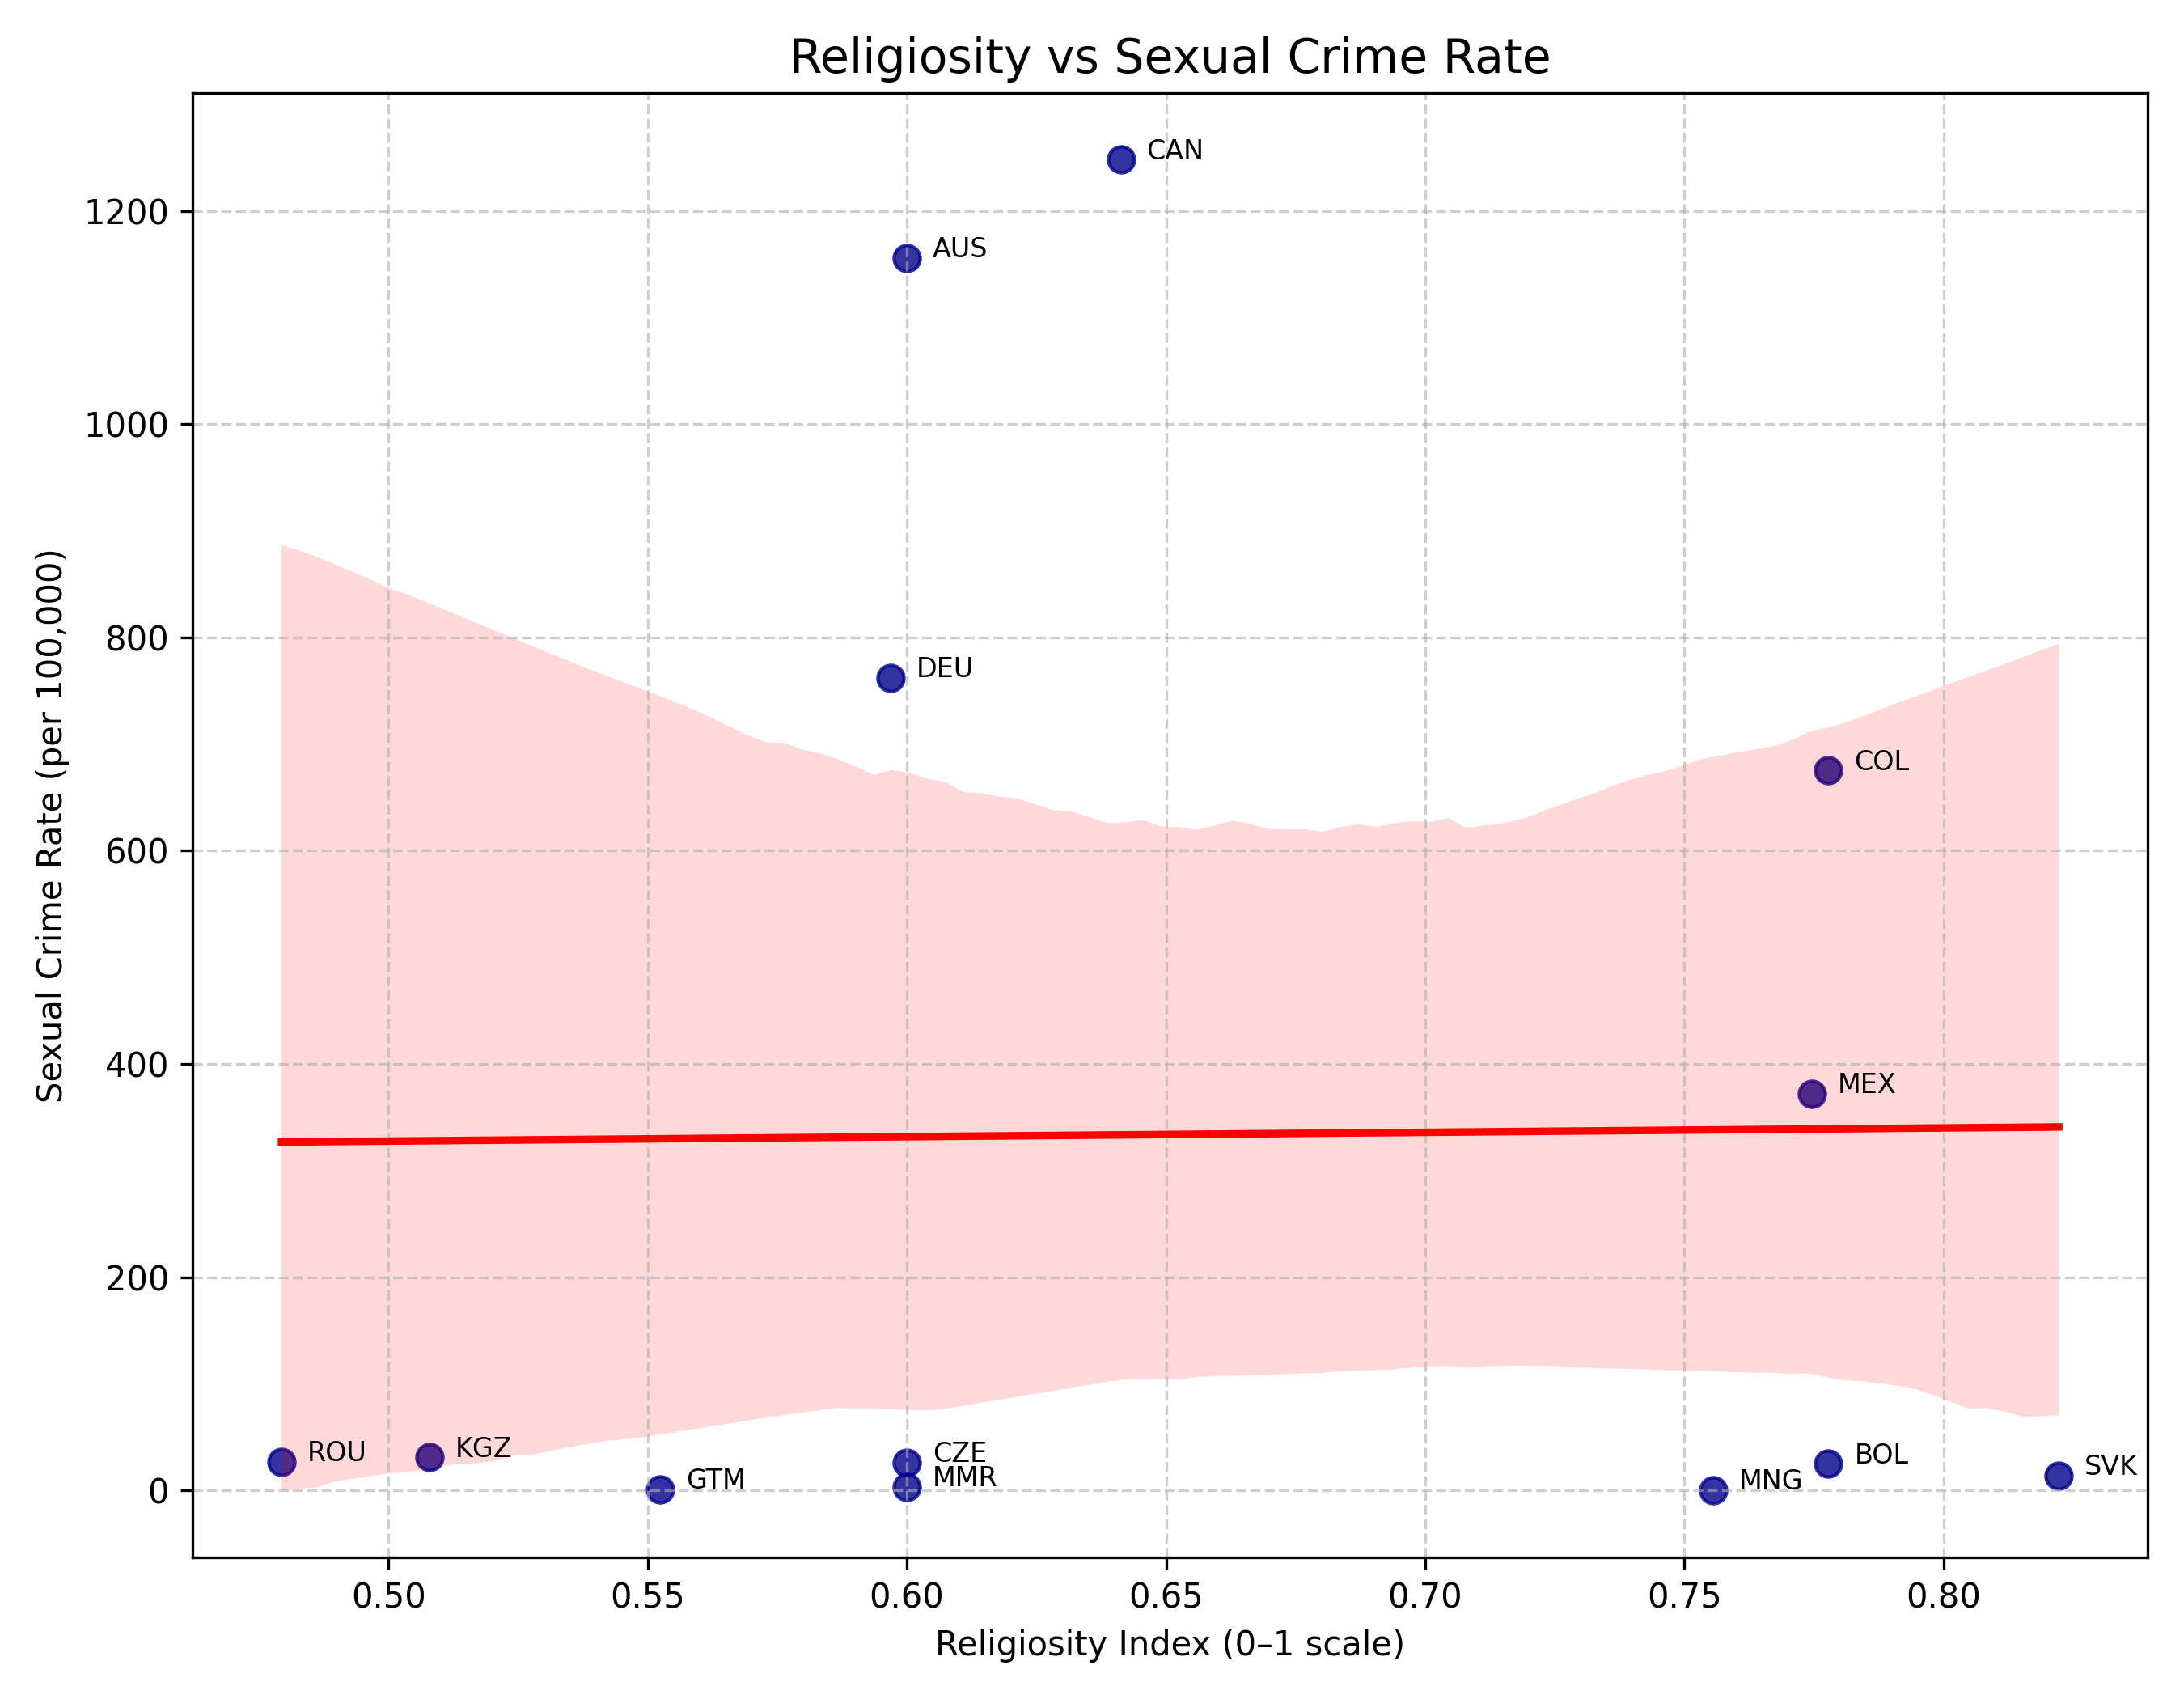 Religiosity vs Sexual Crime Rate
Sexual Crime Rate (per 100,000)
1200
1000
800
600
400
200
0
CAN
AUS
DEU
COL
MEX
ROU
KGZ
GTM
CZE
MMR
MNG
BOL
SVK
0.50
0.55
0.60
0.65
0.70
0.75
0.80
Religiosity Index (0–1 scale)